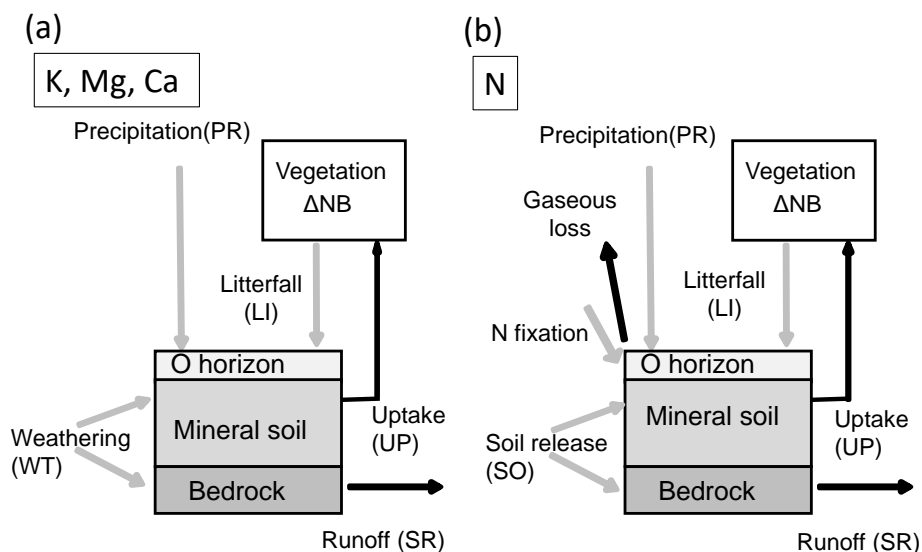 (a)
K, Mg, Ca
Precipitation(PR)
Vegetation
ΔNB
Litterfall
(LI)
O horizon
Mineral soil
Weathering
(WT)
Uptake
(UP)
Bedrock
Runoff (SR)
(b)
N
Precipitation(PR)
Gaseous
loss
Vegetation
ΔNB
Litterfall
(LI)
N fixation
O horizon
Mineral soil
Soil release
(SO)
Uptake
(UP)
Bedrock
Runoff (SR)